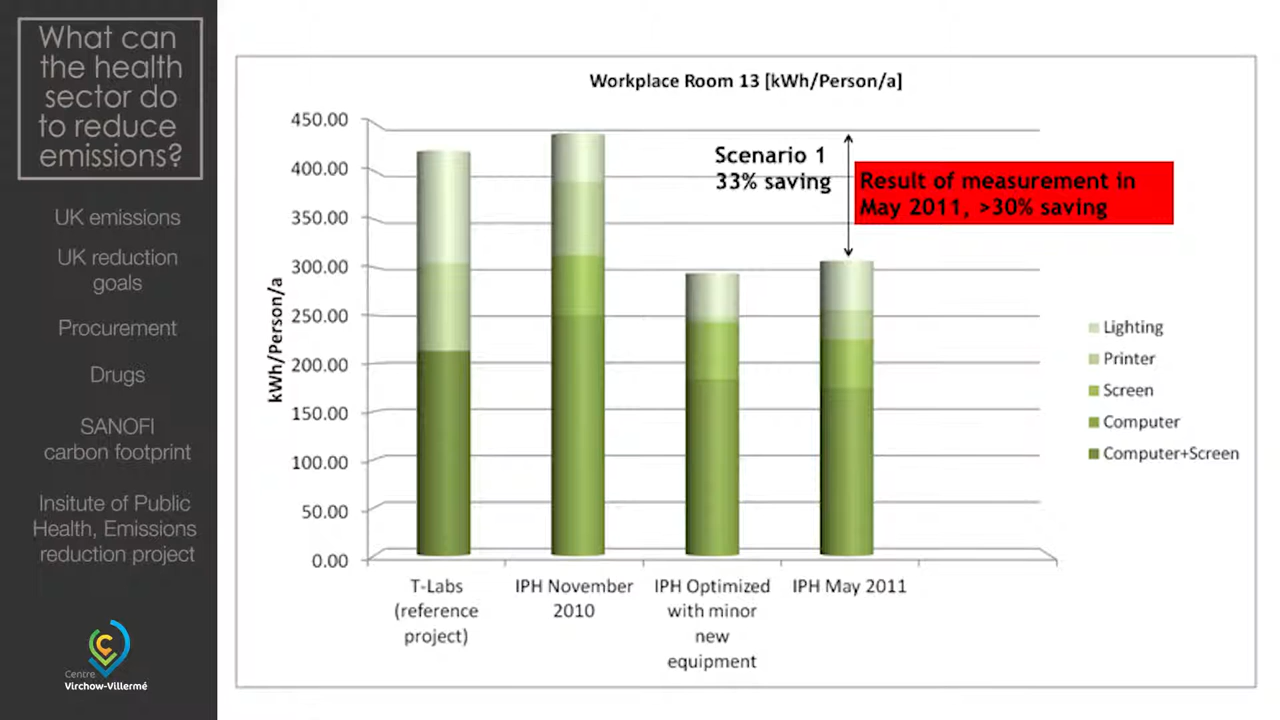 What can
the health
sector do
to reduce
emissions?
UK emissions
UK reduction
goals
Procurement
Drugs
SANOFI
carbon footprint
Insitute of Public
Health, Emissions
reduction project
Centre
Virchow-Villermé
Workplace Room 13 [kWh/Person/a]
kWh/Person/a
450.00
400.00
350.00
300.00
250.00
200.00
150.00
100.00
50.00
0.00
Scenario 1
33% saving
Result of measurement in
May 2011, >30% saving
T-Labs
(reference
project)
IPH November
2010
IPH Optimized
with minor
new
equipment
IPH May 2011
Lighting
Printer
Screen
Computer
Computer+Screen